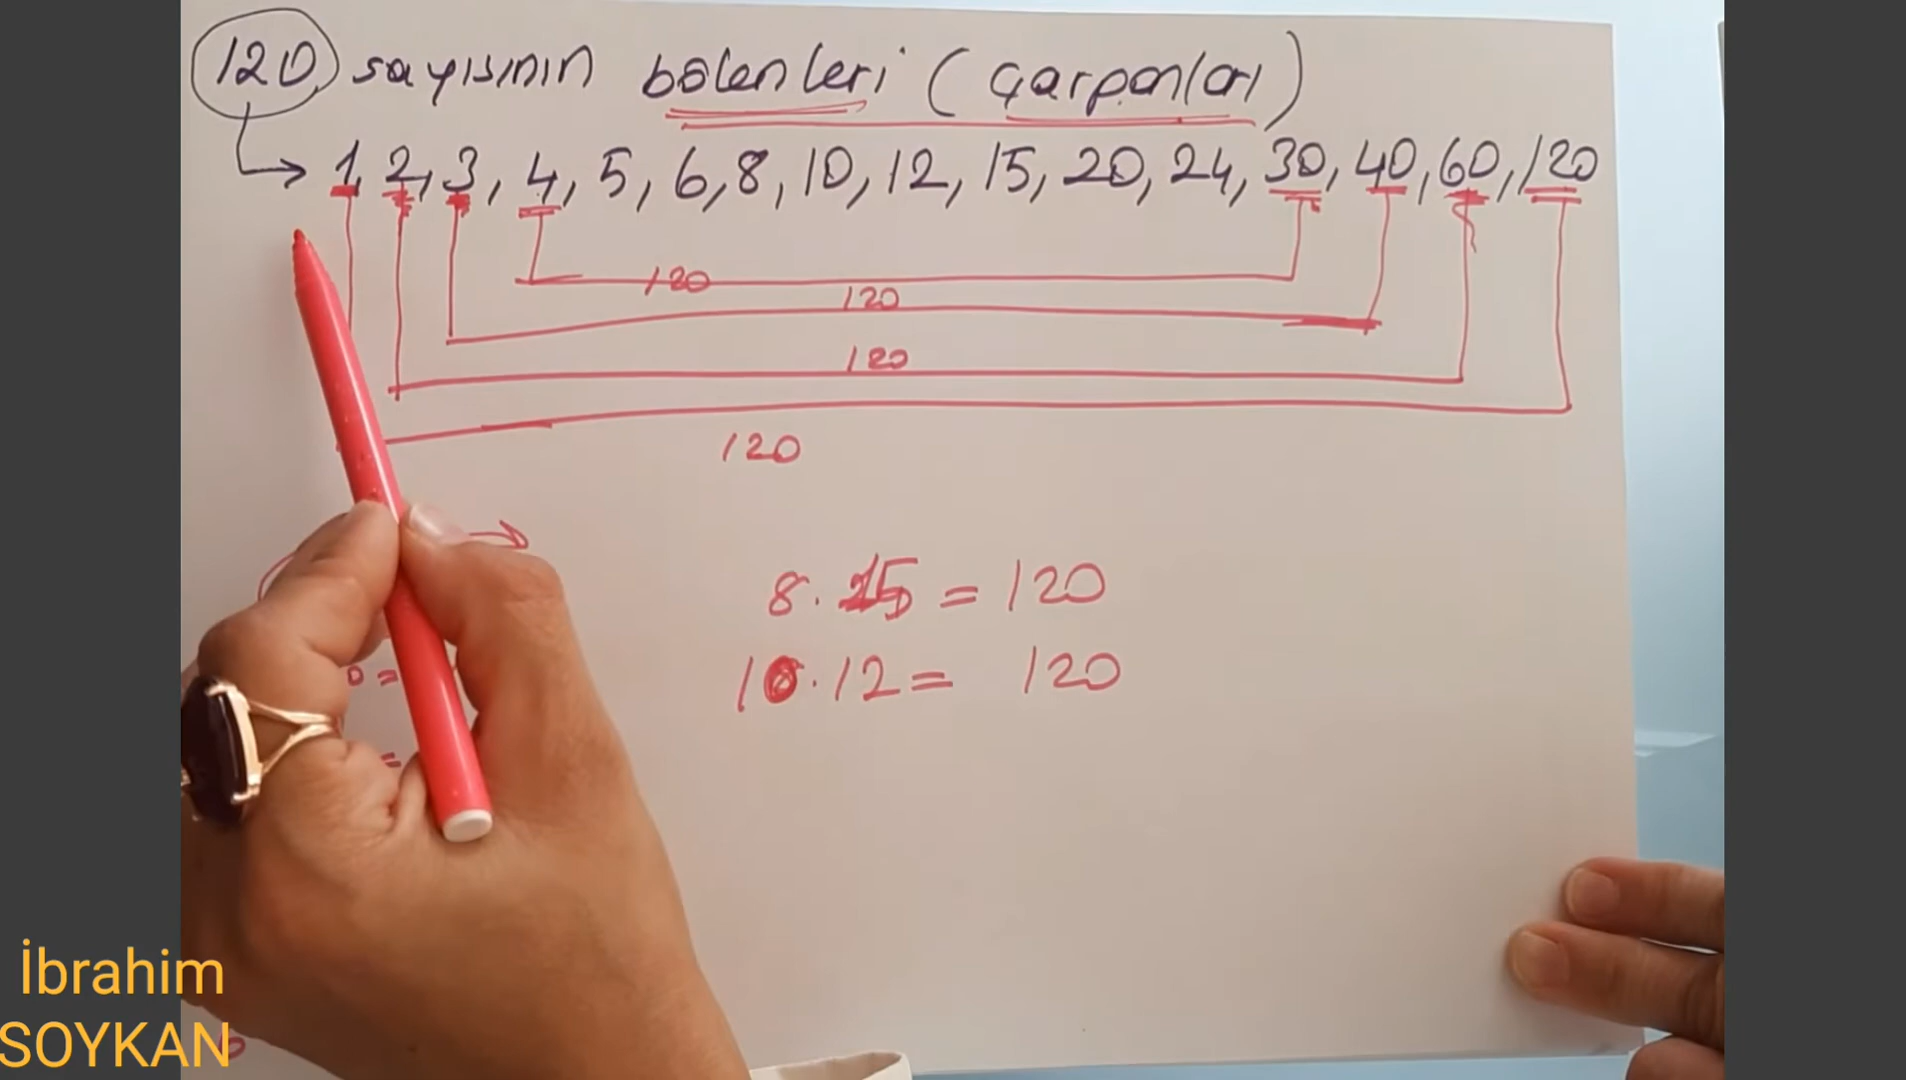 120 sayısının bölenleri (çarpanları)
1, 2, 3, 4, 5, 6, 8, 10, 12, 15, 20, 24, 30, 40, 60, 120
120
120
120
120
8.15 = 120
10.12 = 120
0 =
=
İbrahim
SOYKAN